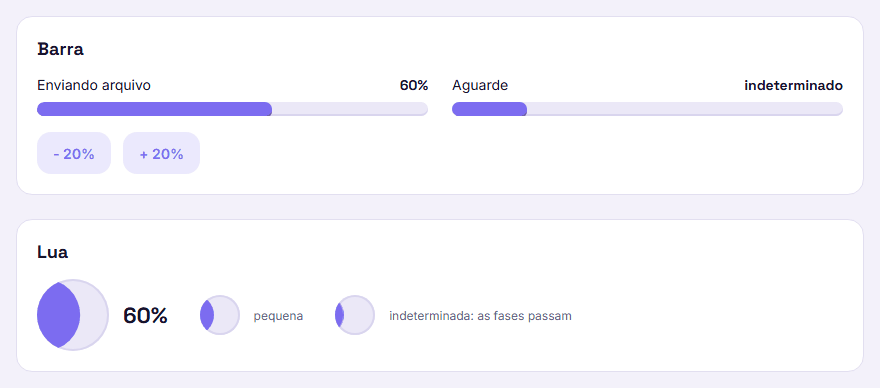 Barra
Enviando arquivo 60% Aguarde indeterminado
- 20% + 20%
Lua
60% pequena indeterminada: as fases passam